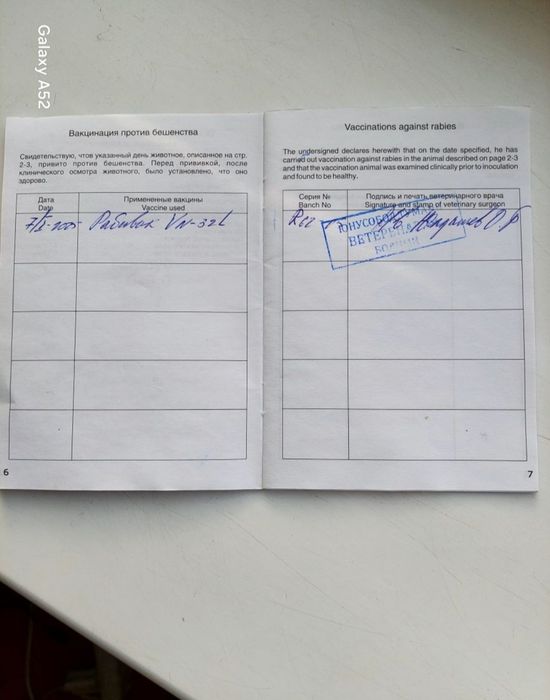 Galaxy A52
Вакцинация против бешенства
Свидетельствую, чтов указанный день животное, описанное на стр.
2-3, привито против бешенства. Перед прививкой, после
клинического осмотра животного, было установлено, что оно
здорово.
Дата
Date
Примененные вакцины
Vaccine used
Рабивак VN-32
6
Vaccinations against rabies
The undersigned declares herewith that on the date specified, he has
carried out vaccination against rabies in the animal described on page 2-3
and that the vaccination animal was examined clinically prior to inoculation
and found to be healthy.
Серия №
Banch No
Подпись и печать ветеринарного врача
Signature and stamp of veterinary surgeon
7